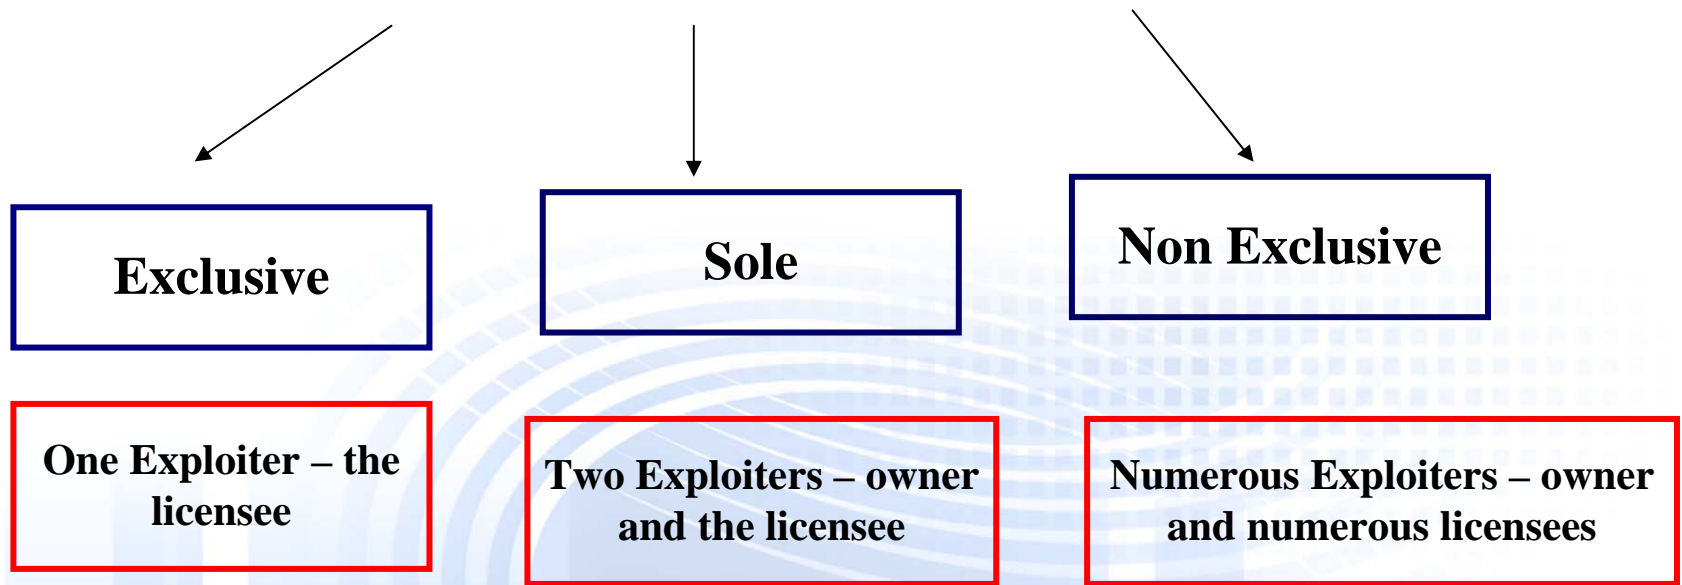 Exclusive
Sole
Non Exclusive
One Exploiter – the
licensee
Two Exploiters – owner
and the licensee
Numerous Exploiters – owner
and numerous licensees